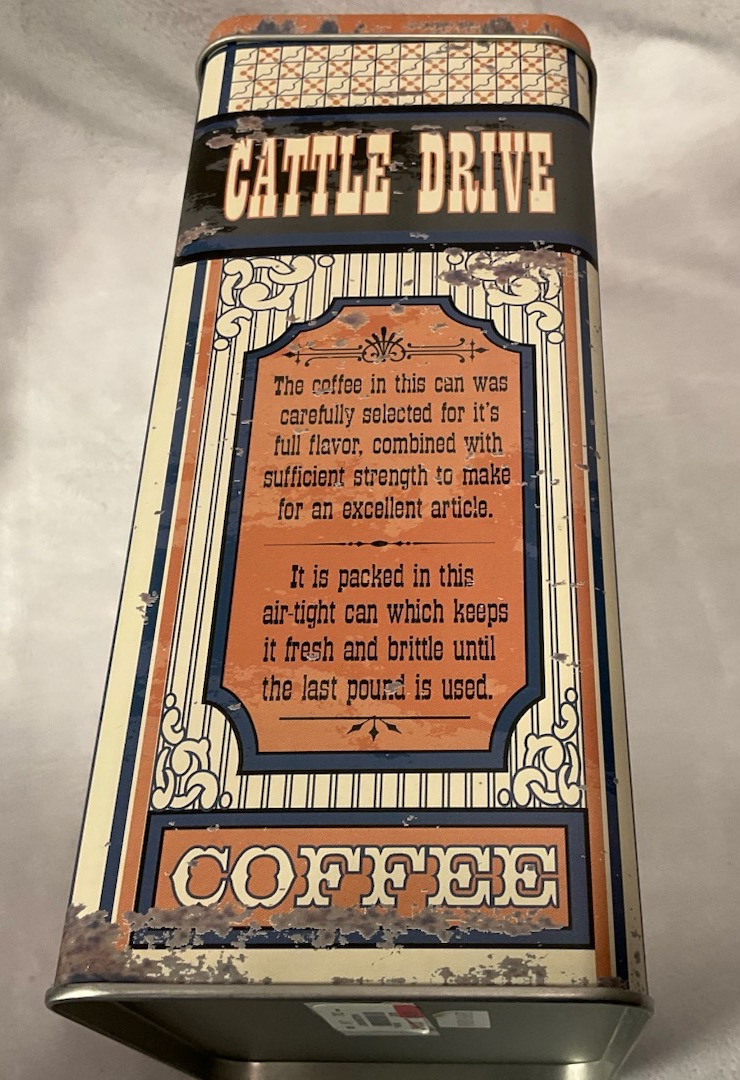 CATTLE DRIVE
The coffee in this can was
carefully selected for it's
full flavor, combined with
sufficient strength to make
for an excellent article.
It is packed in this
air-tight can which keeps
it fresh and brittle until
the last pound is used.
COFFEE